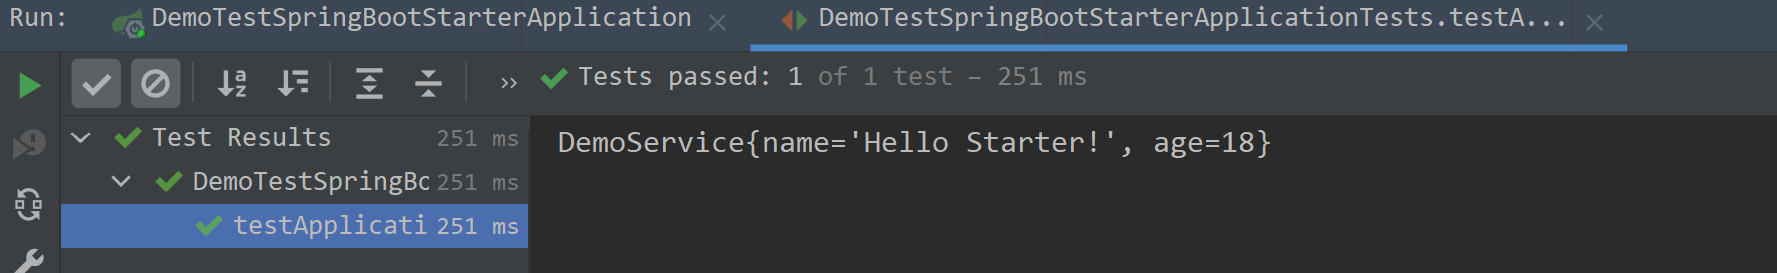 Run: DemoTestSpringBootStarterApplication DemoTestSpringBootStarterApplicationTests.testA...
Tests passed: 1 of 1 test – 251 ms
Test Results 251 ms
DemoTestSpringBo 251 ms
testApplicati 251 ms
DemoService{name='Hello Starter!', age=18}